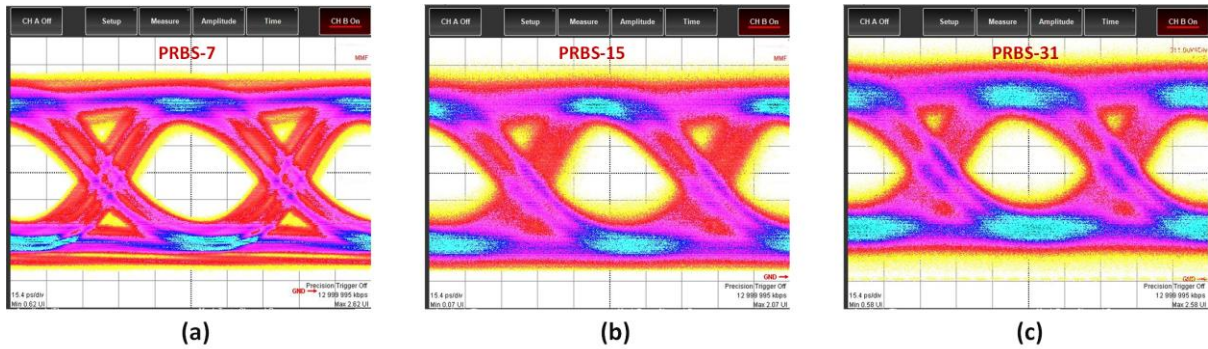 CH A Off Setup Measure Amplitude Time CH B On
PRBS-7
MMF
GND →
Precision Trigger Off
15.4 ps/div 12 999 995 kbps
Min 0.62 UI Max 2.62 UI
(a)
CH A Off Setup Measure Amplitude Time CH B On
PRBS-15
MMF
GND →
Precision Trigger Off
15.4 ps/div 12 999 995 kbps
Min 0.07 UI Max 2.07 UI
(b)
CH A Off Setup Measure Amplitude Time CH B On
PRBS-31
GND →
Precision Trigger Off
15.4 ps/div 12 999 995 kbps
Min 0.58 UI Max 2.58 UI
(c)